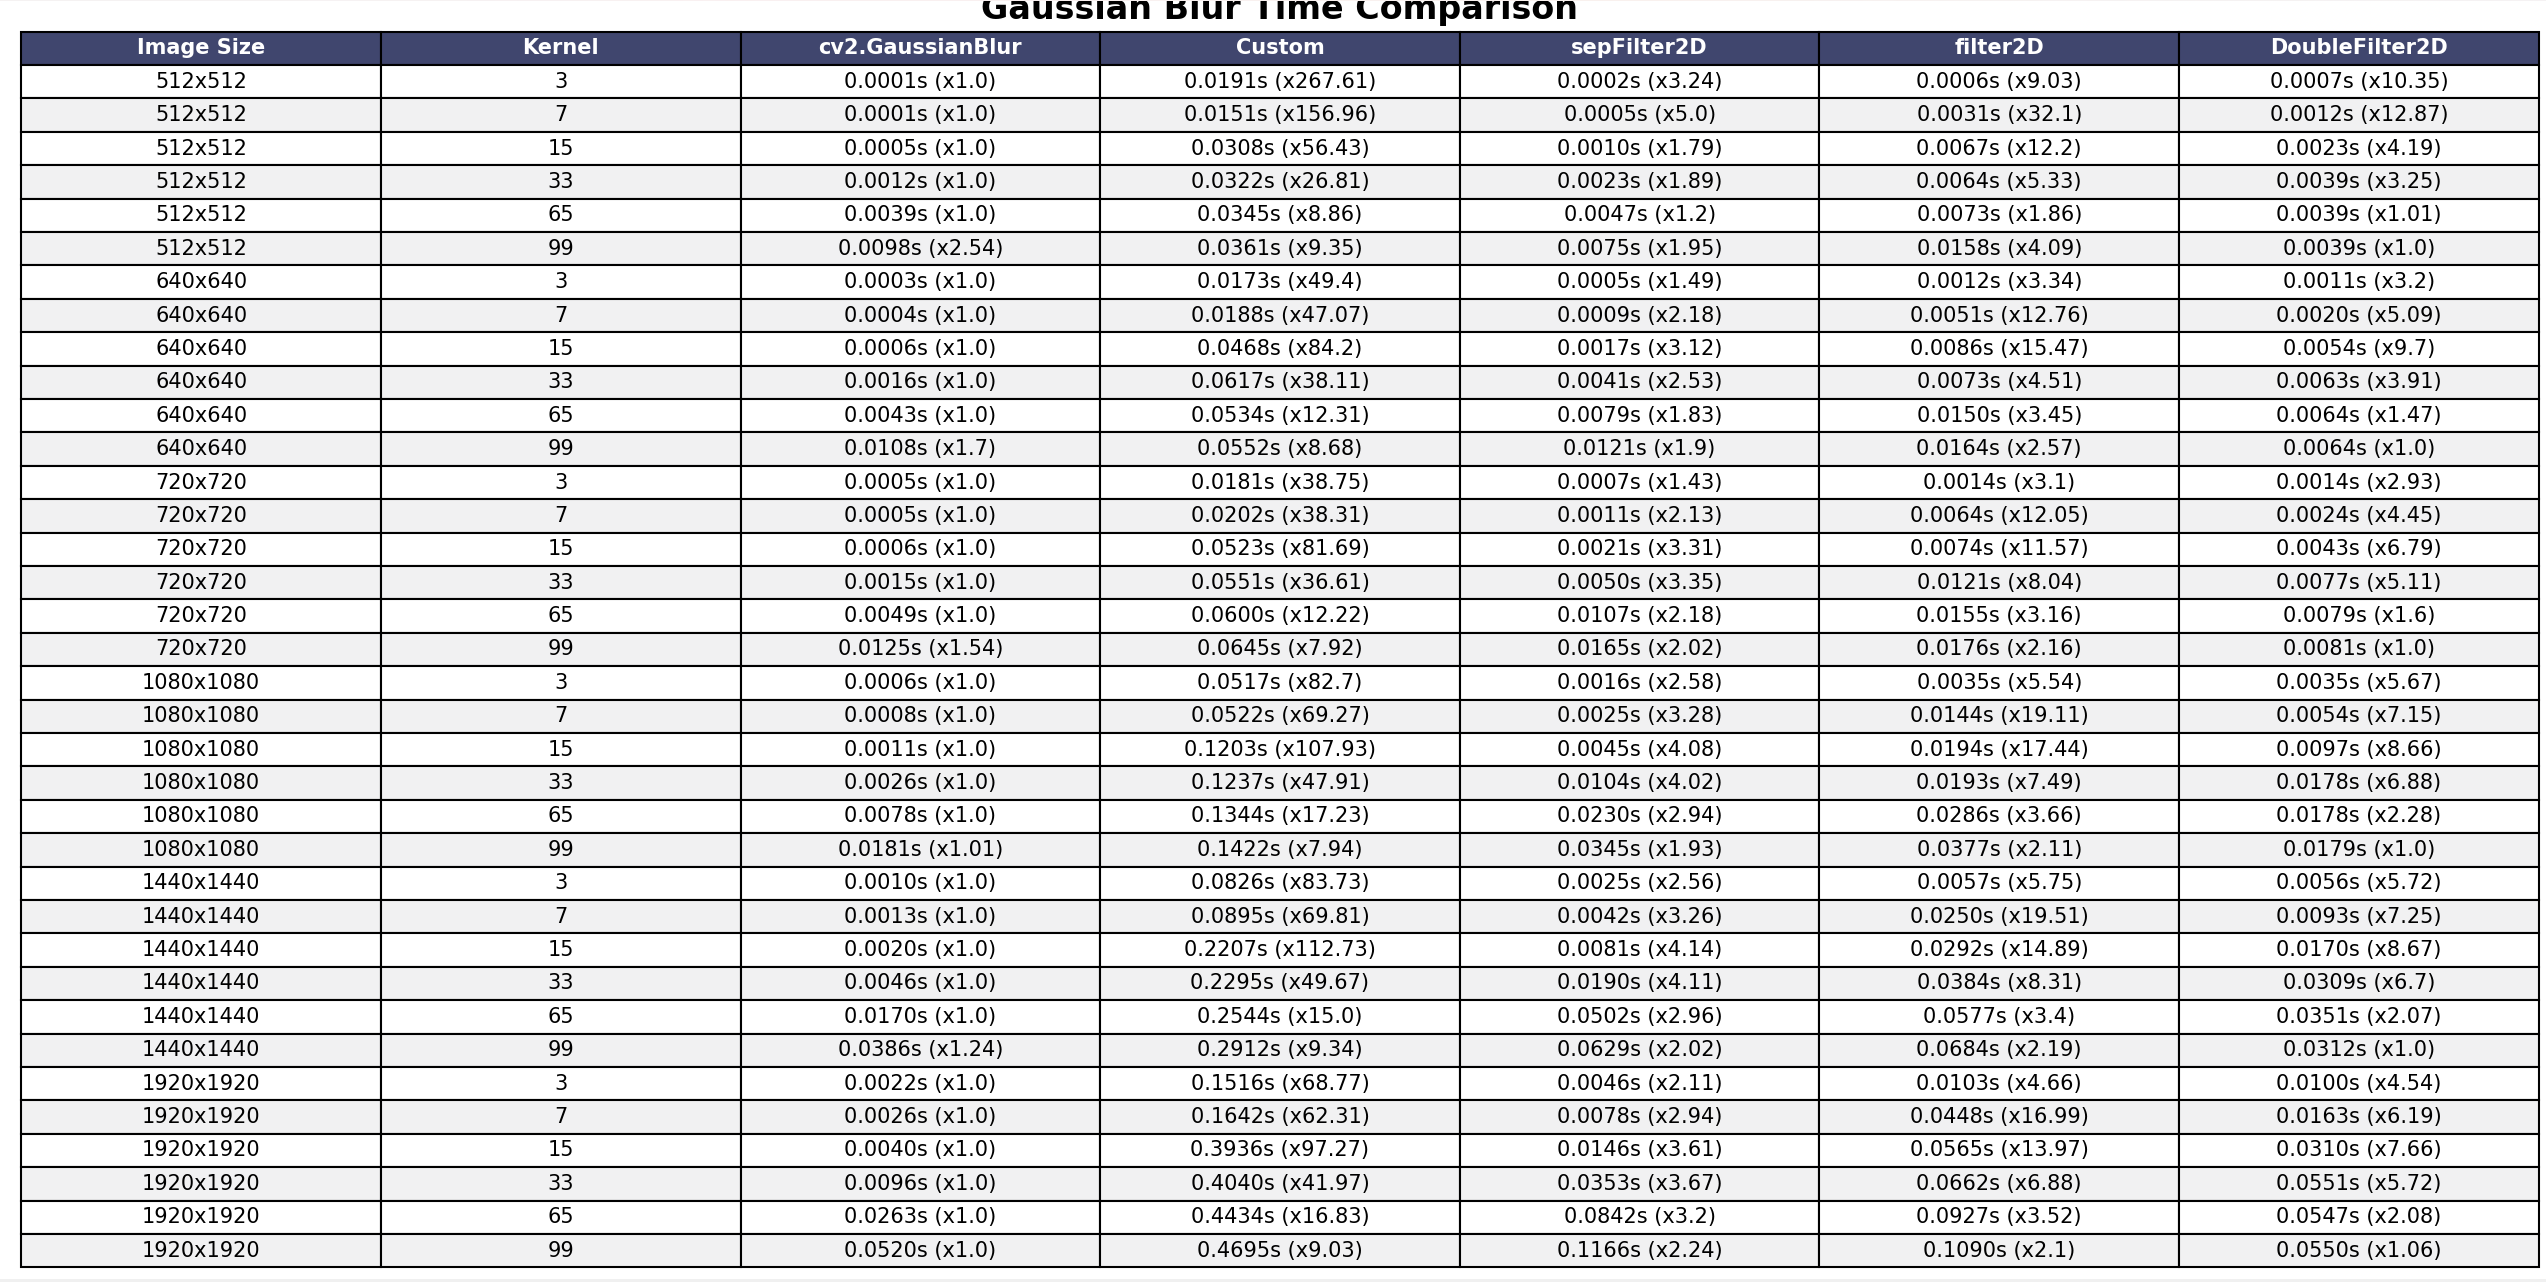 Gaussian Blur Time Comparison
Image Size Kernel cv2.GaussianBlur Custom sepFilter2D filter2D DoubleFilter2D
512x512 3 0.0001s (x1.0) 0.0191s (x267.61) 0.0002s (x3.24) 0.0006s (x9.03) 0.0007s (x10.35)
512x512 7 0.0001s (x1.0) 0.0151s (x156.96) 0.0005s (x5.0) 0.0031s (x32.1) 0.0012s (x12.87)
512x512 15 0.0005s (x1.0) 0.0308s (x56.43) 0.0010s (x1.79) 0.0067s (x12.2) 0.0023s (x4.19)
512x512 33 0.0012s (x1.0) 0.0322s (x26.81) 0.0023s (x1.89) 0.0064s (x5.33) 0.0039s (x3.25)
512x512 65 0.0039s (x1.0) 0.0345s (x8.86) 0.0047s (x1.2) 0.0073s (x1.86) 0.0039s (x1.01)
512x512 99 0.0098s (x2.54) 0.0361s (x9.35) 0.0075s (x1.95) 0.0158s (x4.09) 0.0039s (x1.0)
640x640 3 0.0003s (x1.0) 0.0173s (x49.4) 0.0005s (x1.49) 0.0012s (x3.34) 0.0011s (x3.2)
640x640 7 0.0004s (x1.0) 0.0188s (x47.07) 0.0009s (x2.18) 0.0051s (x12.76) 0.0020s (x5.09)
640x640 15 0.0006s (x1.0) 0.0468s (x84.2) 0.0017s (x3.12) 0.0086s (x15.47) 0.0054s (x9.7)
640x640 33 0.0016s (x1.0) 0.0617s (x38.11) 0.0041s (x2.53) 0.0073s (x4.51) 0.0063s (x3.91)
640x640 65 0.0043s (x1.0) 0.0534s (x12.31) 0.0079s (x1.83) 0.0150s (x3.45) 0.0064s (x1.47)
640x640 99 0.0108s (x1.7) 0.0552s (x8.68) 0.0121s (x1.9) 0.0164s (x2.57) 0.0064s (x1.0)
720x720 3 0.0005s (x1.0) 0.0181s (x38.75) 0.0007s (x1.43) 0.0014s (x3.1) 0.0014s (x2.93)
720x720 7 0.0005s (x1.0) 0.0202s (x38.31) 0.0011s (x2.13) 0.0064s (x12.05) 0.0024s (x4.45)
720x720 15 0.0006s (x1.0) 0.0523s (x81.69) 0.0021s (x3.31) 0.0074s (x11.57) 0.0043s (x6.79)
720x720 33 0.0015s (x1.0) 0.0551s (x36.61) 0.0050s (x3.35) 0.0121s (x8.04) 0.0077s (x5.11)
720x720 65 0.0049s (x1.0) 0.0600s (x12.22) 0.0107s (x2.18) 0.0155s (x3.16) 0.0079s (x1.6)
720x720 99 0.0125s (x1.54) 0.0645s (x7.92) 0.0165s (x2.02) 0.0176s (x2.16) 0.0081s (x1.0)
1080x1080 3 0.0006s (x1.0) 0.0517s (x82.7) 0.0016s (x2.58) 0.0035s (x5.54) 0.0035s (x5.67)
1080x1080 7 0.0008s (x1.0) 0.0522s (x69.27) 0.0025s (x3.28) 0.0144s (x19.11) 0.0054s (x7.15)
1080x1080 15 0.0011s (x1.0) 0.1203s (x107.93) 0.0045s (x4.08) 0.0194s (x17.44) 0.0097s (x8.66)
1080x1080 33 0.0026s (x1.0) 0.1237s (x47.91) 0.0104s (x4.02) 0.0193s (x7.49) 0.0178s (x6.88)
1080x1080 65 0.0078s (x1.0) 0.1344s (x17.23) 0.0230s (x2.94) 0.0286s (x3.66) 0.0178s (x2.28)
1080x1080 99 0.0181s (x1.01) 0.1422s (x7.94) 0.0345s (x1.93) 0.0377s (x2.11) 0.0179s (x1.0)
1440x1440 3 0.0010s (x1.0) 0.0826s (x83.73) 0.0025s (x2.56) 0.0057s (x5.75) 0.0056s (x5.72)
1440x1440 7 0.0013s (x1.0) 0.0895s (x69.81) 0.0042s (x3.26) 0.0250s (x19.51) 0.0093s (x7.25)
1440x1440 15 0.0020s (x1.0) 0.2207s (x112.73) 0.0081s (x4.14) 0.0292s (x14.89) 0.0170s (x8.67)
1440x1440 33 0.0046s (x1.0) 0.2295s (x49.67) 0.0190s (x4.11) 0.0384s (x8.31) 0.0309s (x6.7)
1440x1440 65 0.0170s (x1.0) 0.2544s (x15.0) 0.0502s (x2.96) 0.0577s (x3.4) 0.0351s (x2.07)
1440x1440 99 0.0386s (x1.24) 0.2912s (x9.34) 0.0629s (x2.02) 0.0684s (x2.19) 0.0312s (x1.0)
1920x1920 3 0.0022s (x1.0) 0.1516s (x68.77) 0.0046s (x2.11) 0.0103s (x4.66) 0.0100s (x4.54)
1920x1920 7 0.0026s (x1.0) 0.1642s (x62.31) 0.0078s (x2.94) 0.0448s (x16.99) 0.0163s (x6.19)
1920x1920 15 0.0040s (x1.0) 0.3936s (x97.27) 0.0146s (x3.61) 0.0565s (x13.97) 0.0310s (x7.66)
1920x1920 33 0.0096s (x1.0) 0.4040s (x41.97) 0.0353s (x3.67) 0.0662s (x6.88) 0.0551s (x5.72)
1920x1920 65 0.0263s (x1.0) 0.4434s (x16.83) 0.0842s (x3.2) 0.0927s (x3.52) 0.0547s (x2.08)
1920x1920 99 0.0520s (x1.0) 0.4695s (x9.03) 0.1166s (x2.24) 0.1090s (x2.1) 0.0550s (x1.06)